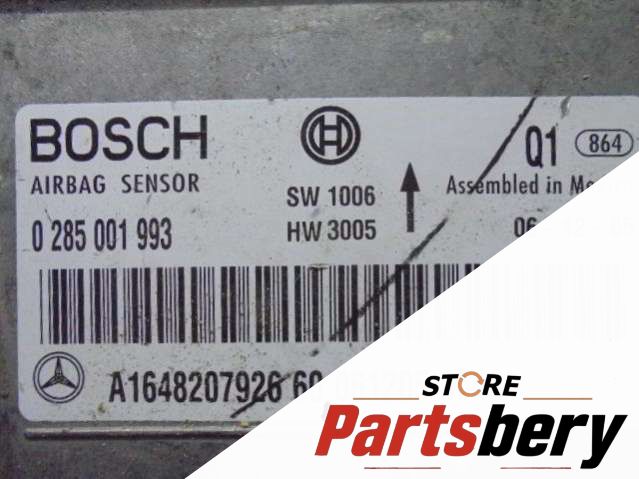 BOSCH
Q1 864
AIRBAG SENSOR
SW 1006
Assembled in
0 285 001 993
HW 3005
A1648207926
STORE
Partsbery